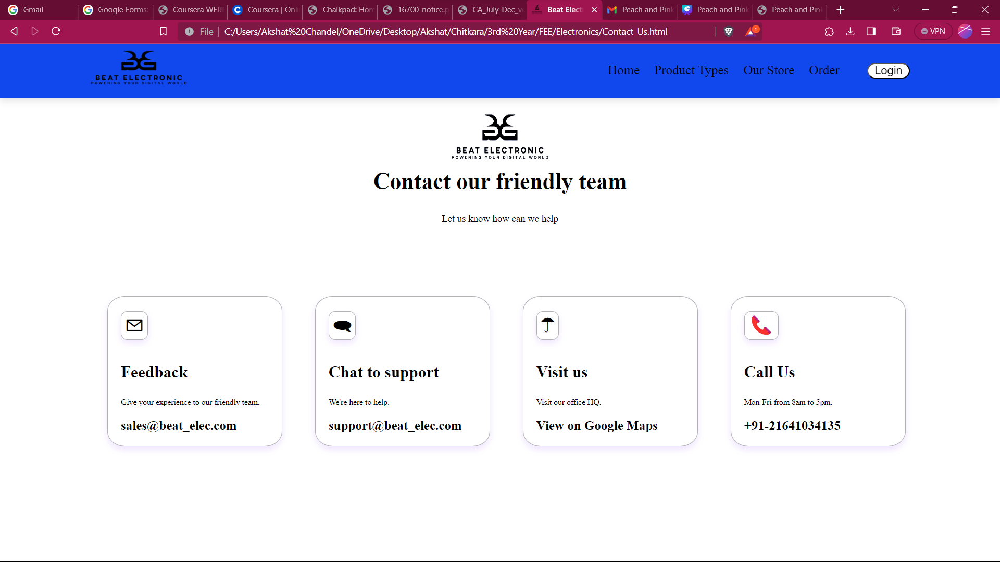 Gmail
Google Forms:
Coursera WFJJI
Coursera | Onli
Chalkpad: Hom
16700-notice.p
CA_July-Dec_ve
Beat Elect
Peach and Pink
Peach and Pink
Peach and Pink
File
C:/Users/Akshat%20Chandel/OneDrive/Desktop/Akshat/Chitkara/3rd%20Year/FEE/Electronics/Contact_Us.html
1
VPN
BEAT ELECTRONIC
POWERING YOUR DIGITAL WORLD
Home Product Types Our Store Order Login
BEAT ELECTRONIC
POWERING YOUR DIGITAL WORLD
Contact our friendly team
Let us know how can we help
Feedback
Give your experience to our friendly team.
sales@beat_elec.com
Chat to support
We're here to help.
support@beat_elec.com
Visit us
Visit our office HQ.
View on Google Maps
Call Us
Mon-Fri from 8am to 5pm.
+91-21641034135